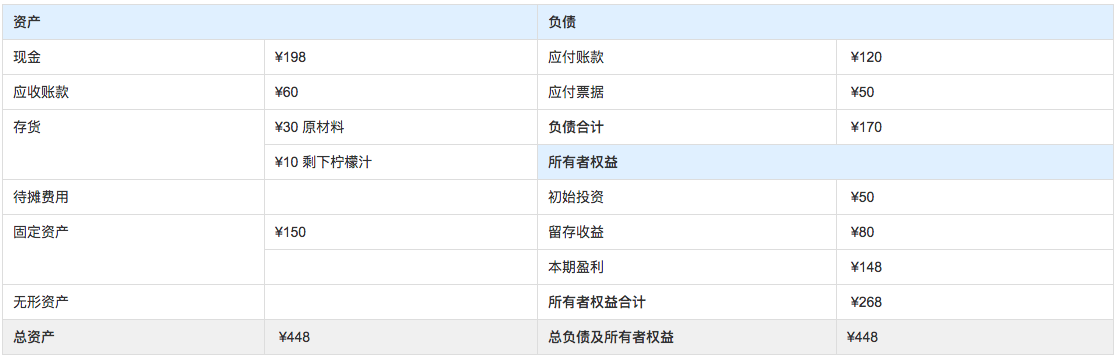 资产 负债
现金 ¥198 应付账款 ¥120
应收账款 ¥60 应付票据 ¥50
存货 ¥30 原材料 负债合计 ¥170
¥10 剩下柠檬汁 所有者权益
待摊费用 初始投资 ¥50
固定资产 ¥150 留存收益 ¥80
本期盈利 ¥148
无形资产 所有者权益合计 ¥268
总资产 ¥448 总负债及所有者权益 ¥448